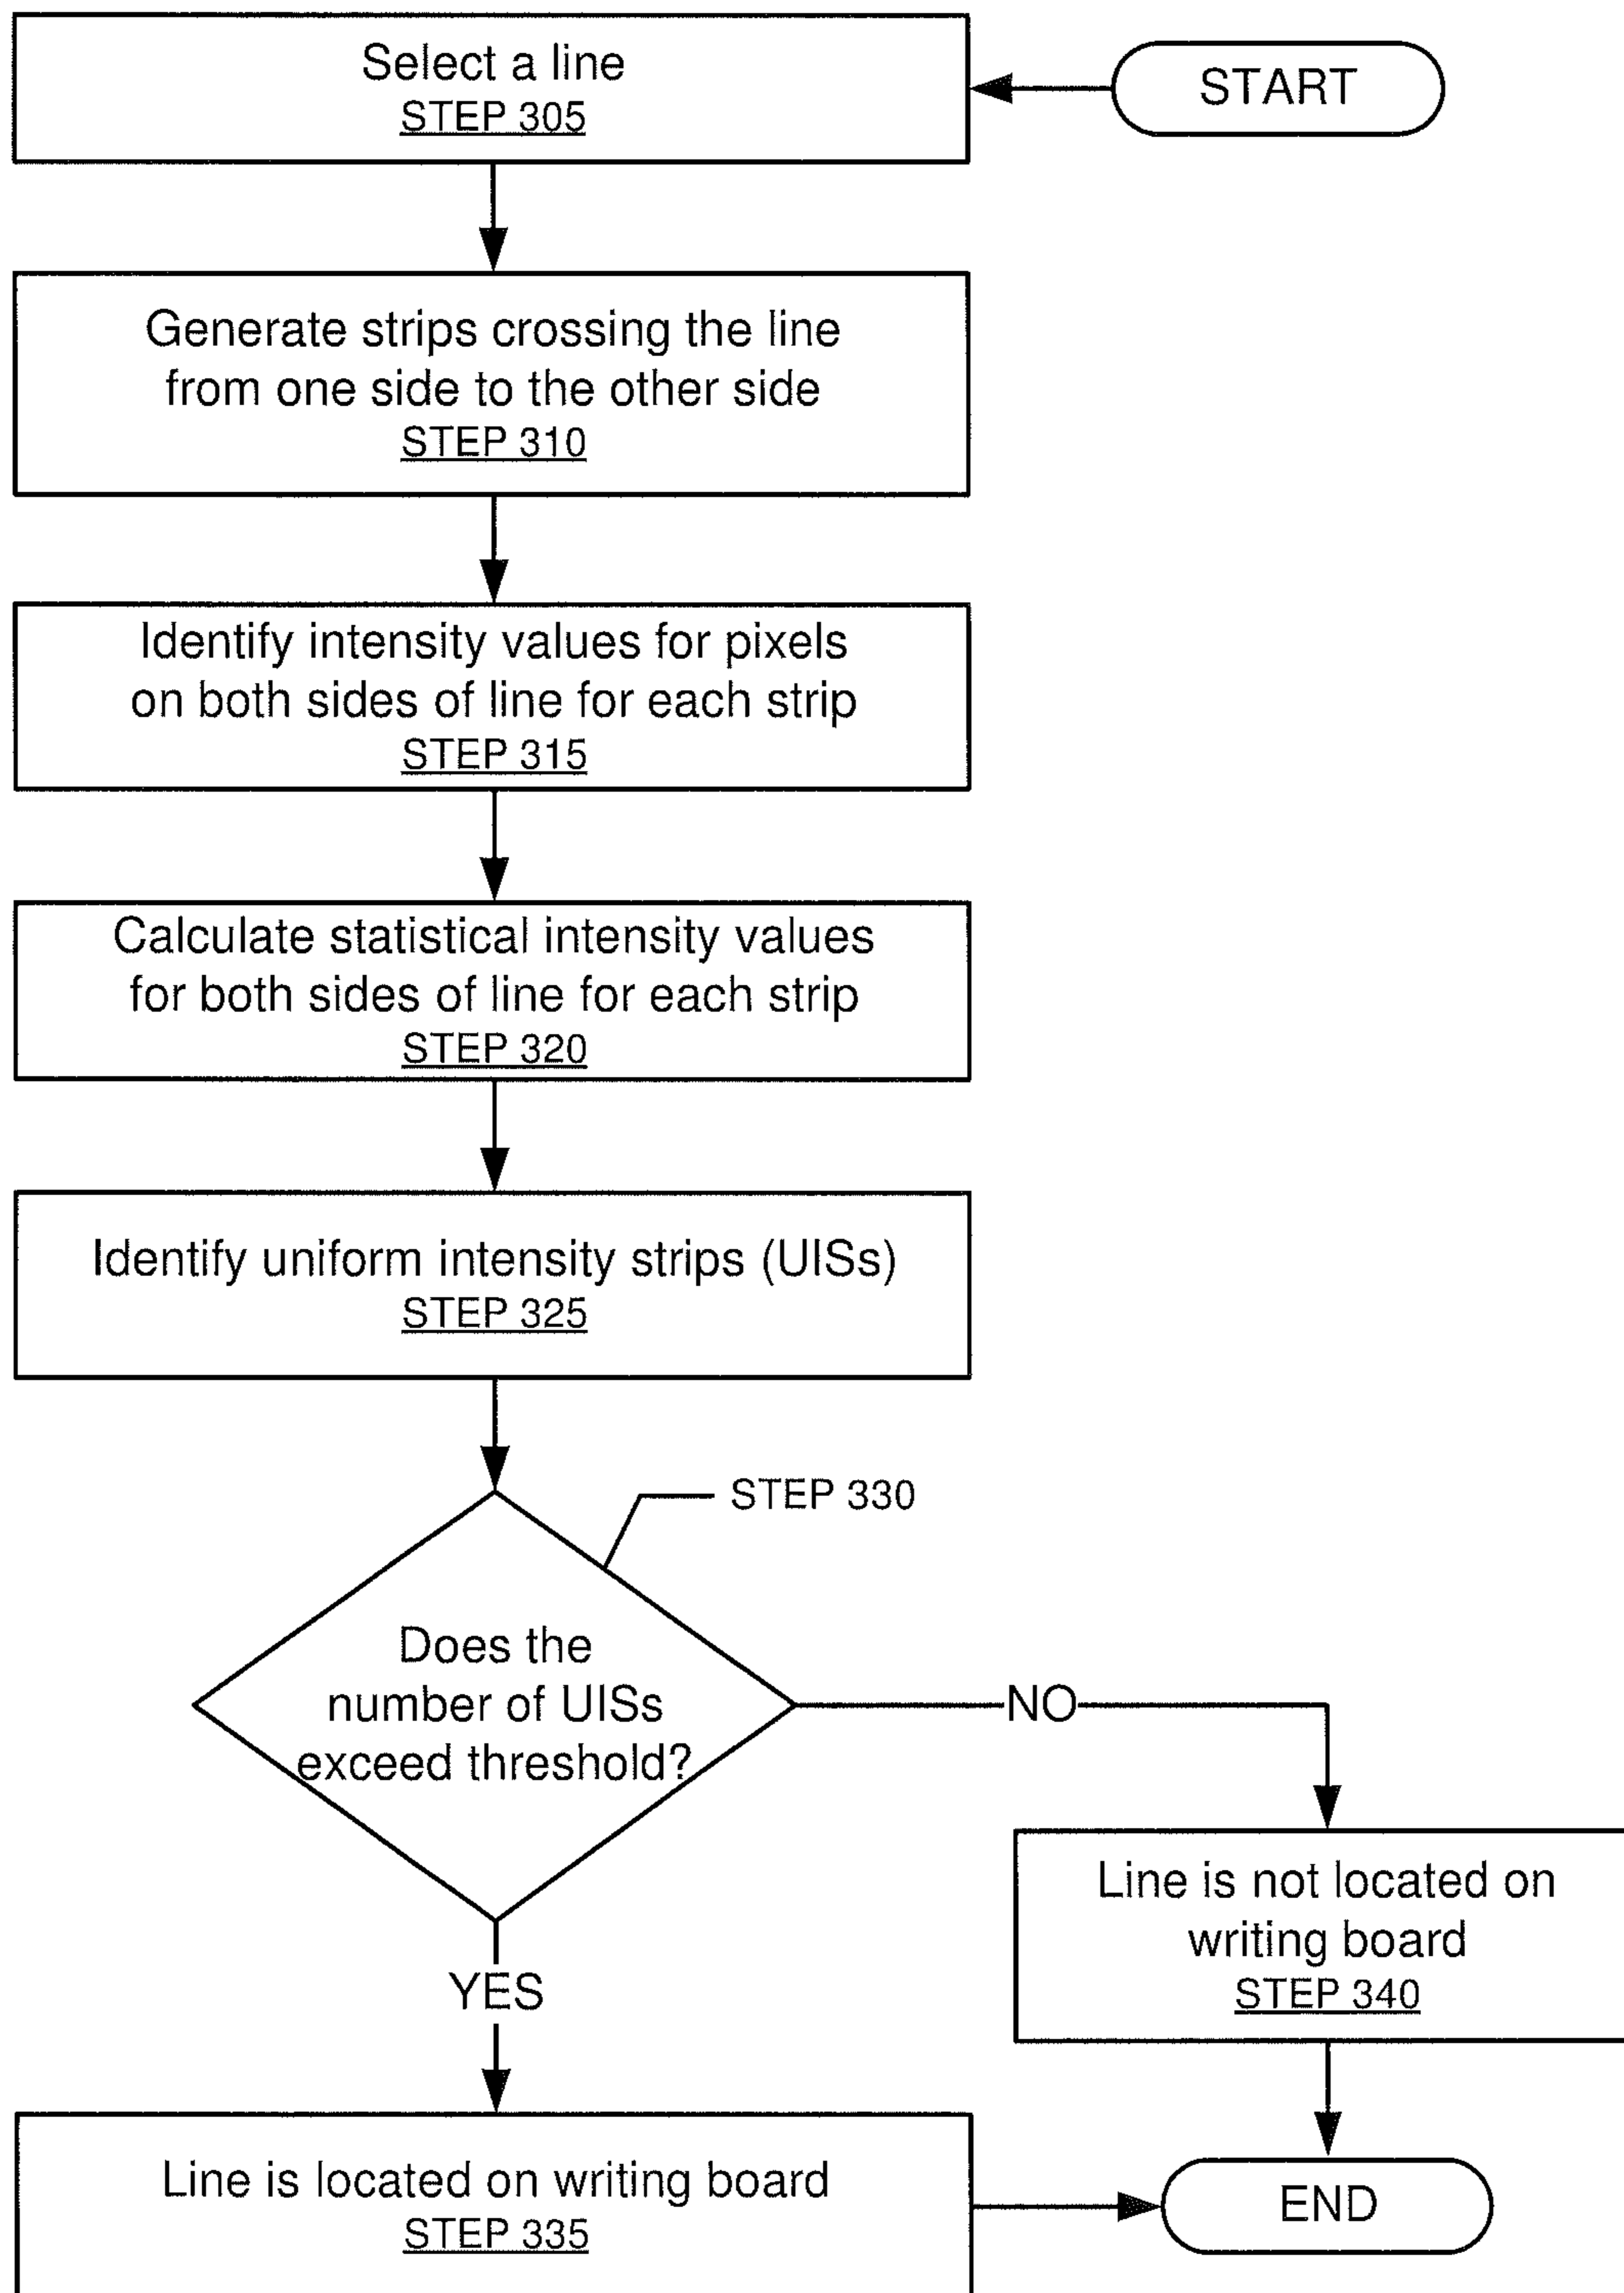 START
Select a line
STEP 305
Generate strips crossing the line
from one side to the other side
STEP 310
Identify intensity values for pixels
on both sides of line for each strip
STEP 315
Calculate statistical intensity values
for both sides of line for each strip
STEP 320
Identify uniform intensity strips (UISs)
STEP 325
STEP 330
Does the
number of UISs
exceed threshold?
NO
YES
Line is not located on
writing board
STEP 340
Line is located on writing board
STEP 335
END